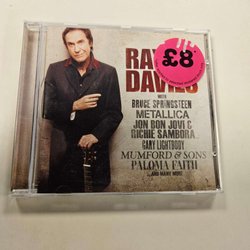 RAY
DAVIES
£8
WITH
BRUCE SPRINGSTEEN
METALLICA
JON BON JOVI &
RICHIE SAMBORA
GARY LIGHTBODY
MUMFORD & SONS
PALOMA FAITH
...AND MANY MORE